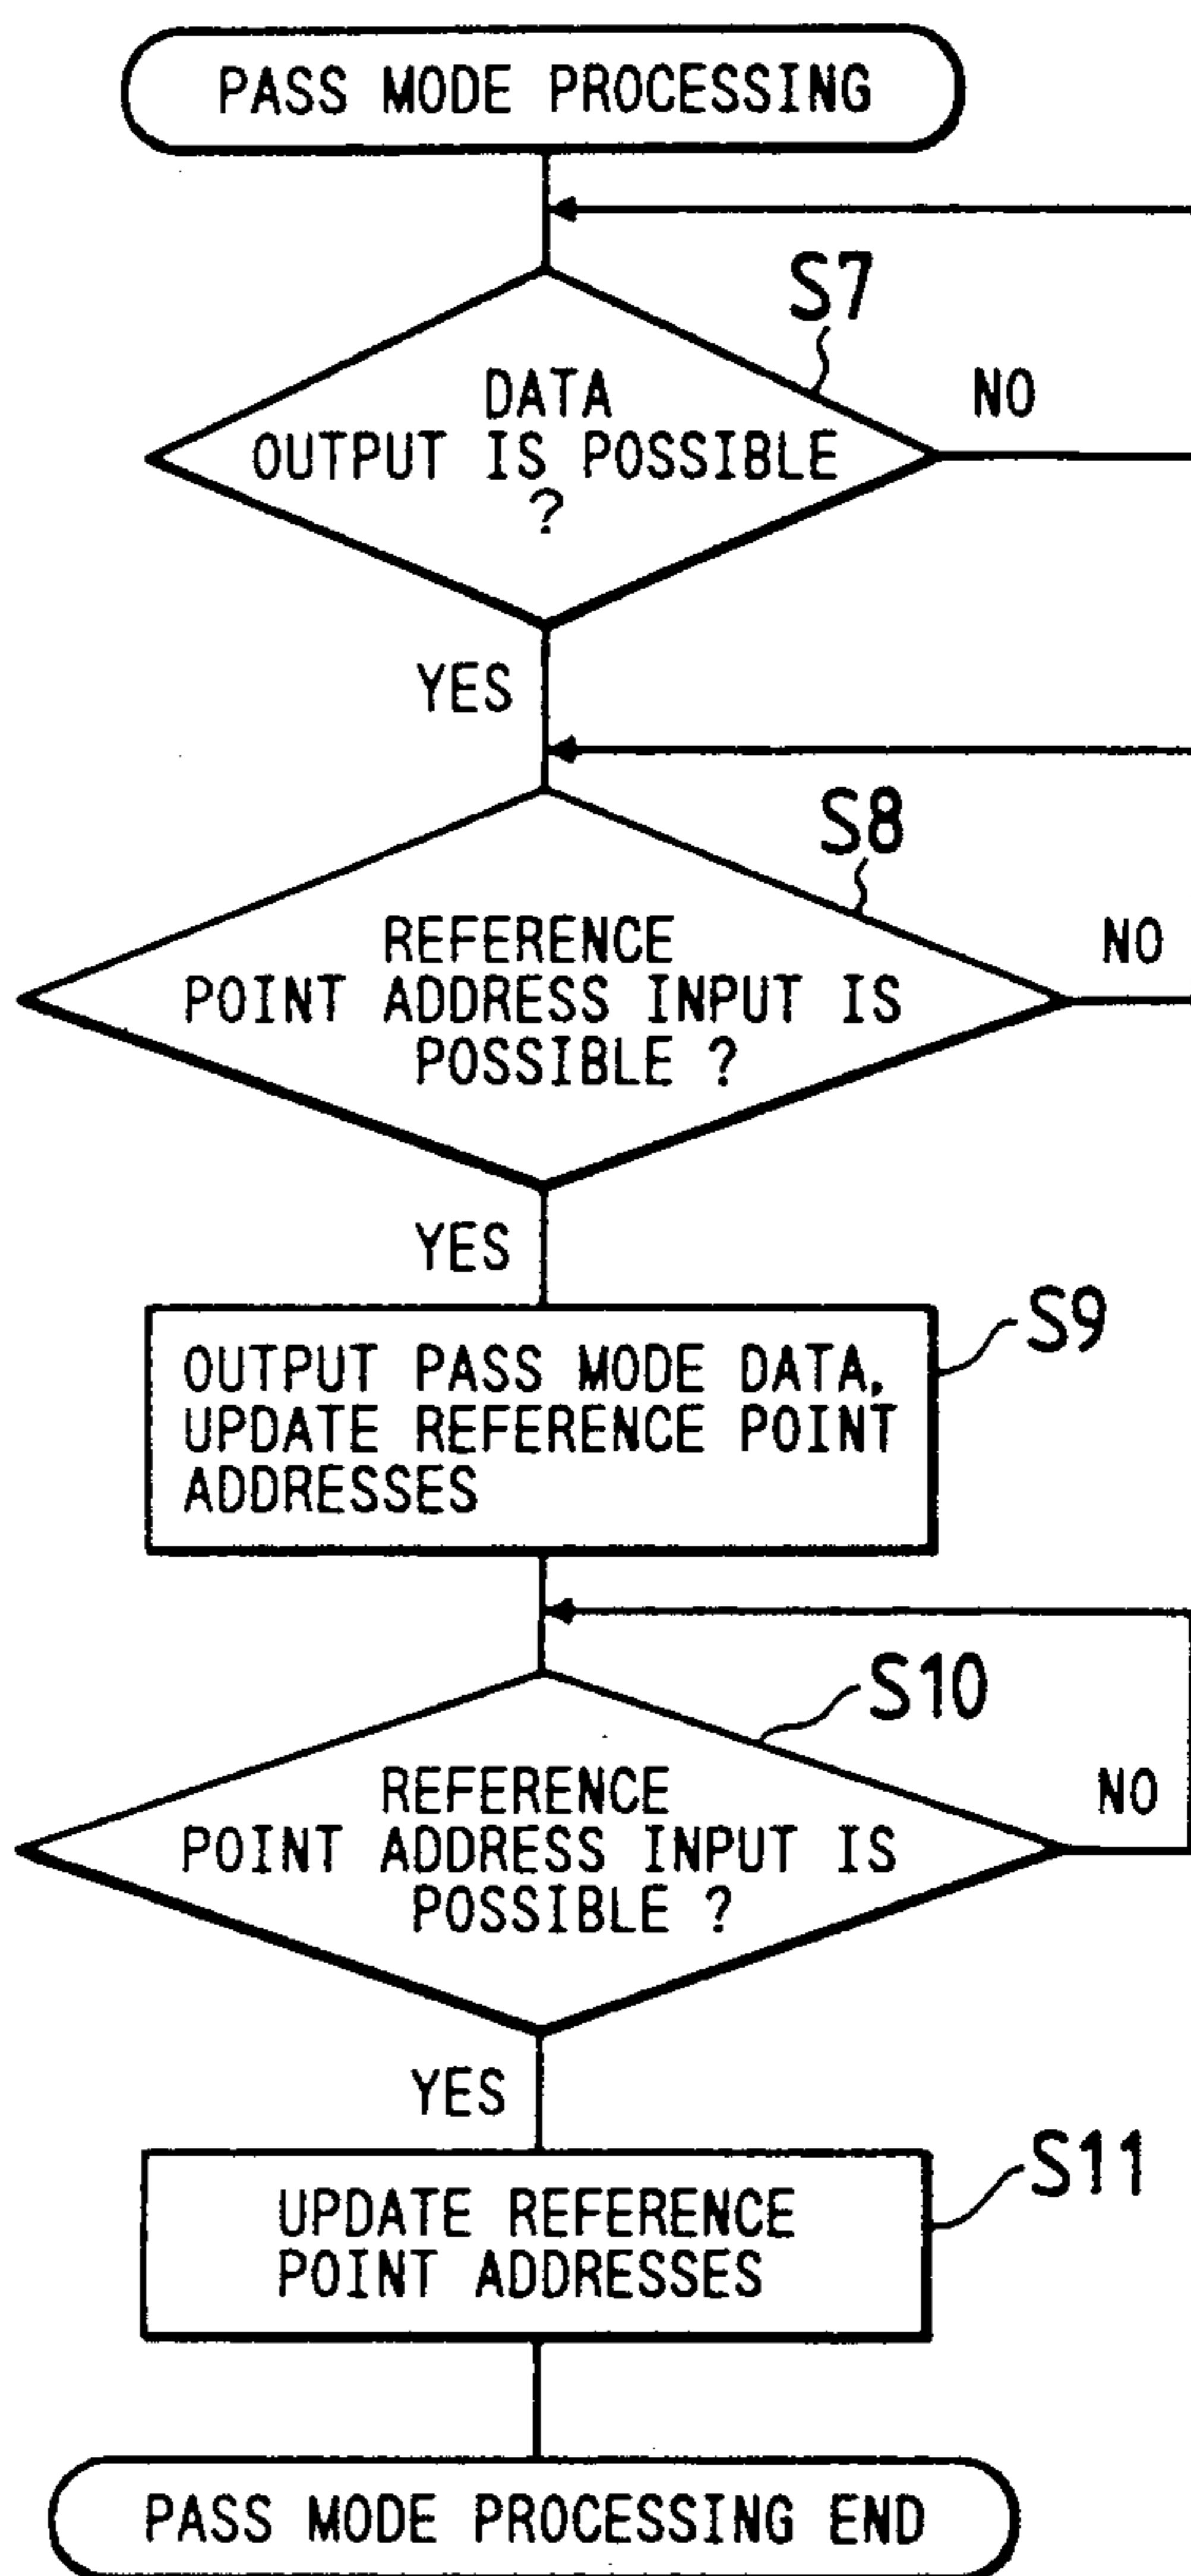 PASS MODE PROCESSING
S7
DATA
OUTPUT IS POSSIBLE
?
NO
YES
S8
REFERENCE
POINT ADDRESS INPUT IS
POSSIBLE ?
NO
YES
S9
OUTPUT PASS MODE DATA,
UPDATE REFERENCE POINT
ADDRESSES
S10
REFERENCE
POINT ADDRESS INPUT IS
POSSIBLE ?
NO
YES
S11
UPDATE REFERENCE
POINT ADDRESSES
PASS MODE PROCESSING END